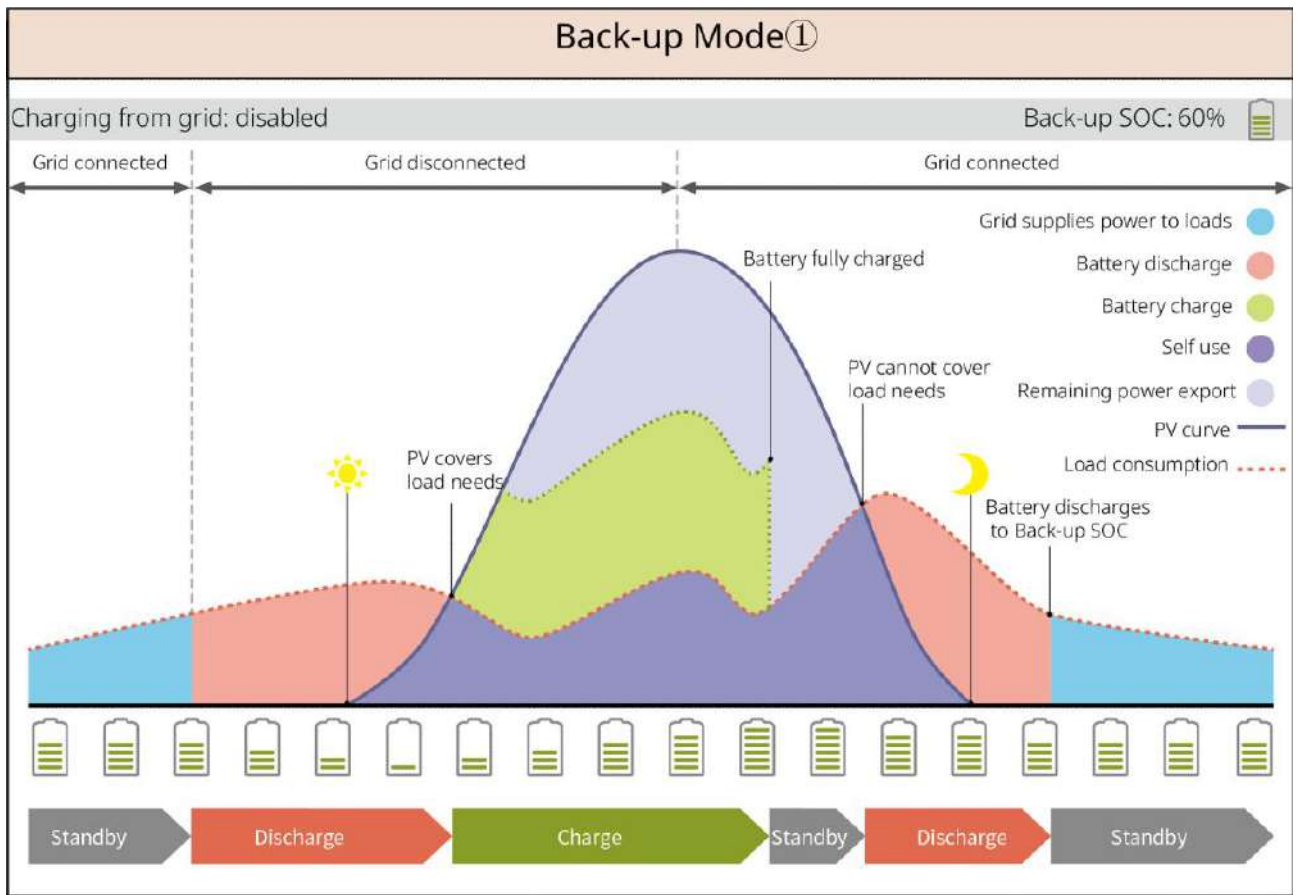 Back-up Mode①
Charging from grid: disabled
Back-up SOC: 60%
Grid connected
Grid disconnected
Grid connected
Grid supplies power to loads
Battery fully charged
Battery discharge
Battery charge
Self use
PV cannot cover
load needs
Remaining power export
PV curve
PV covers
load needs
Load consumption
Battery discharges
to Back-up SOC
Standby
Discharge
Charge
Standby
Discharge
Standby